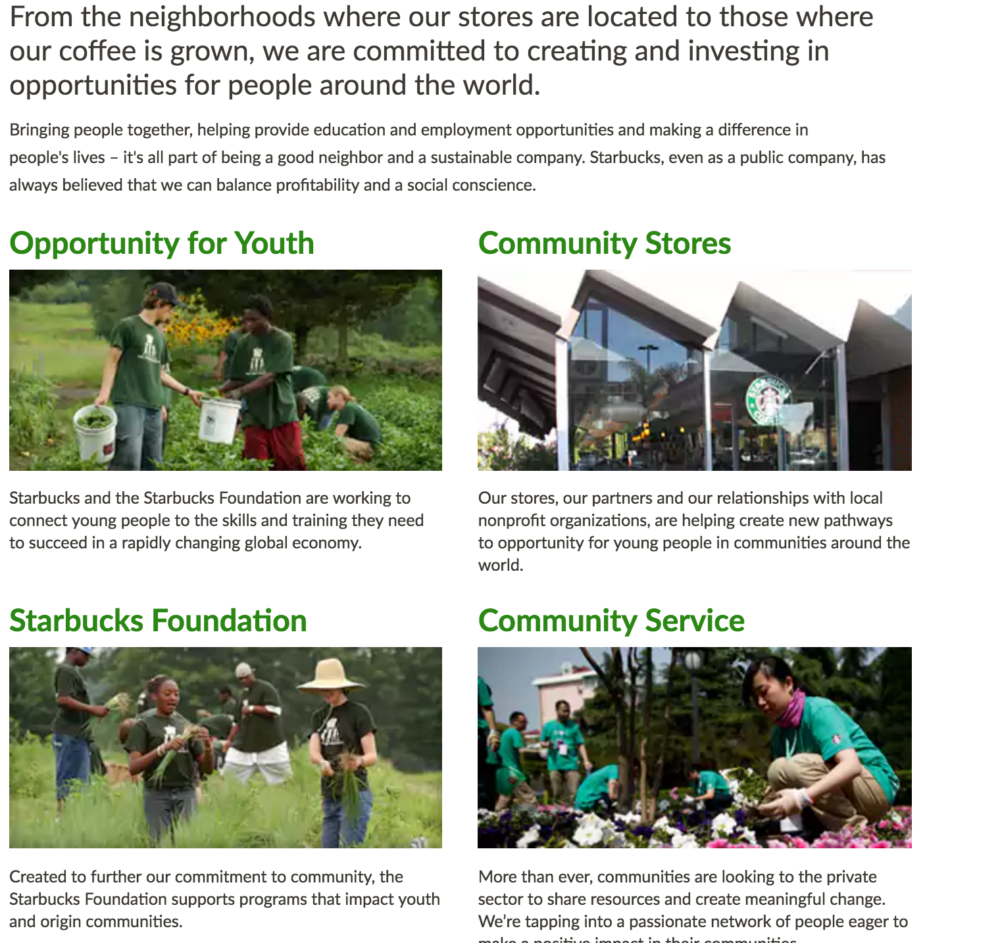 From the neighborhoods where our stores are located to those where
our coffee is grown, we are committed to creating and investing in
opportunities for people around the world.
Bringing people together, helping provide education and employment opportunities and making a difference in
people's lives – it's all part of being a good neighbor and a sustainable company. Starbucks, even as a public company, has
always believed that we can balance profitability and a social conscience.
Opportunity for Youth
Starbucks and the Starbucks Foundation are working to
connect young people to the skills and training they need
to succeed in a rapidly changing global economy.
Community Stores
Our stores, our partners and our relationships with local
nonprofit organizations, are helping create new pathways
to opportunity for young people in communities around the
world.
Starbucks Foundation
Created to further our commitment to community, the
Starbucks Foundation supports programs that impact youth
and origin communities.
Community Service
More than ever, communities are looking to the private
sector to share resources and create meaningful change.
We’re tapping into a passionate network of people eager to
make a positive impact in their communities.